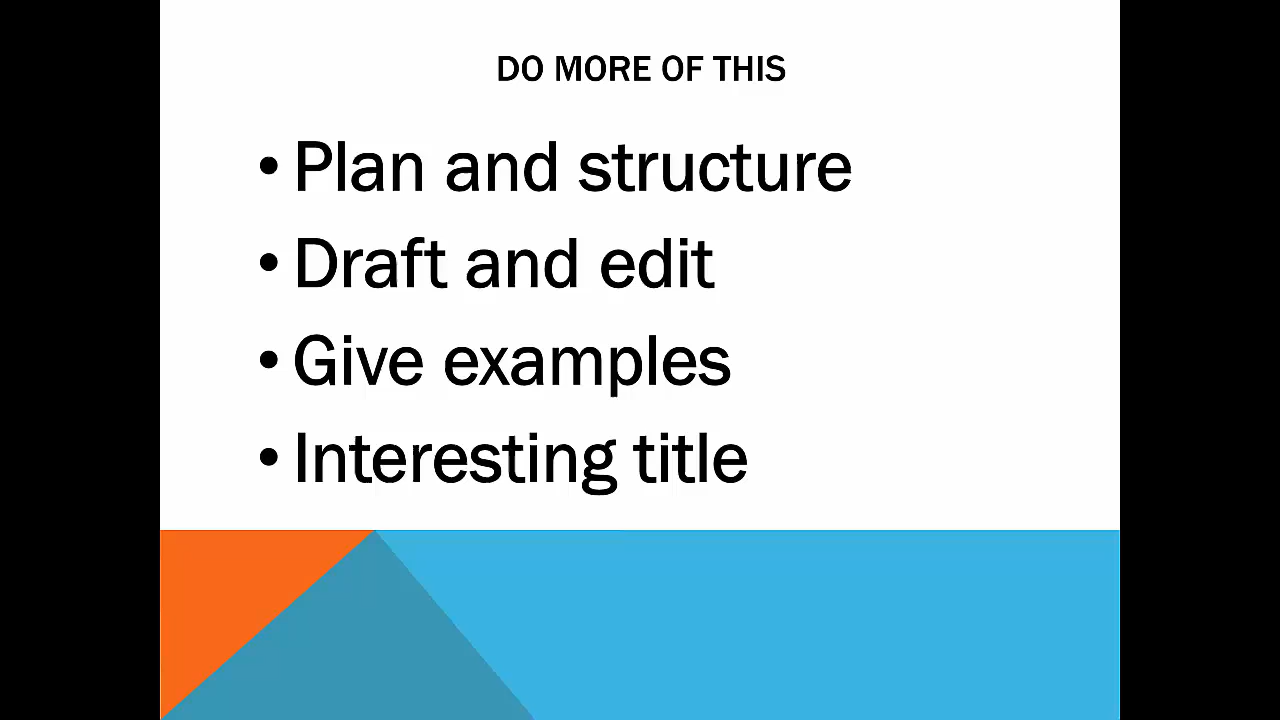 DO MORE OF THIS
• Plan and structure
• Draft and edit
• Give examples
• Interesting title